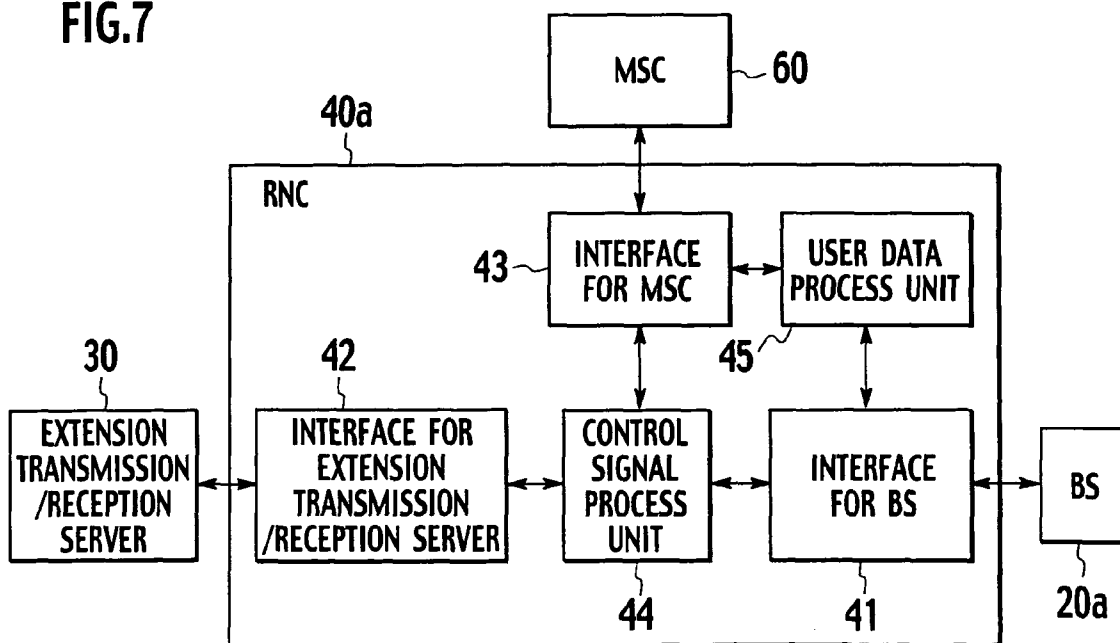 FIG.7
MSC
60
40a
RNC
43
INTERFACE
FOR MSC
USER DATA
PROCESS UNIT
45
30
EXTENSION
TRANSMISSION
/RECEPTION
SERVER
42
INTERFACE FOR
EXTENSION
TRANSMISSION
/RECEPTION SERVER
CONTROL
SIGNAL
PROCESS
UNIT
44
INTERFACE
FOR BS
41
BS
20a